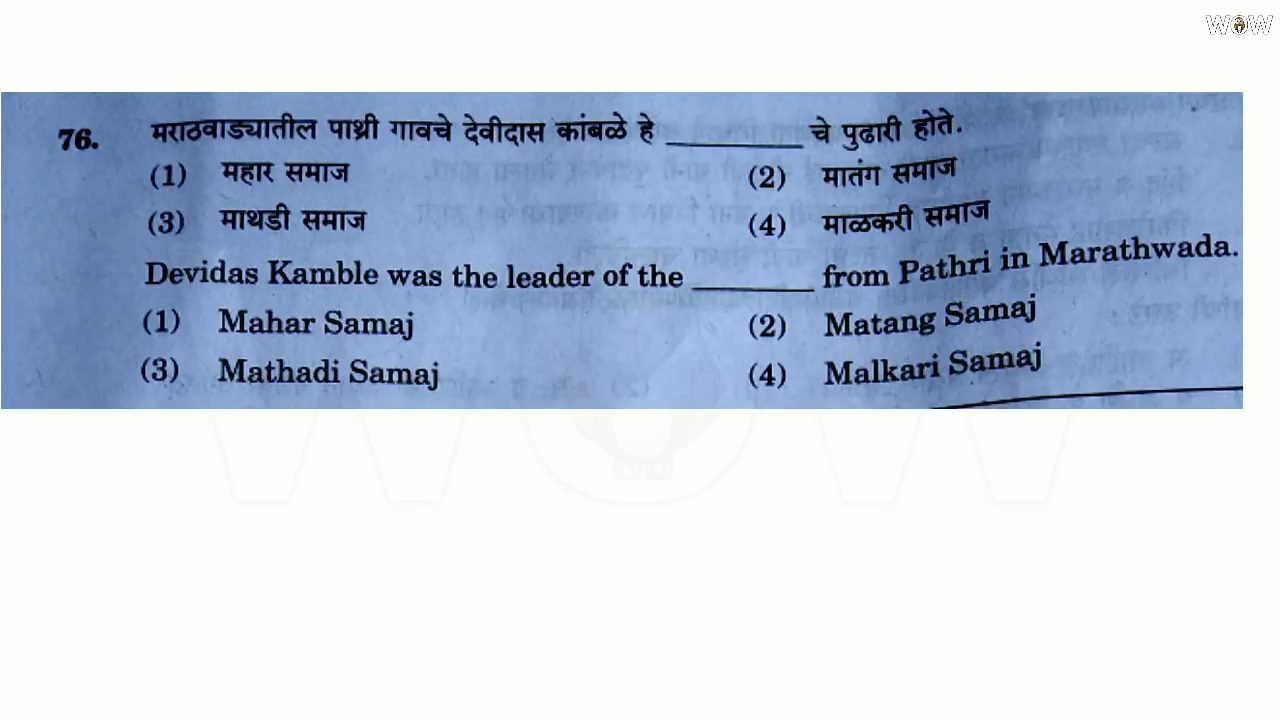 WOW
76. मराठवाड्यातील पाथ्री गावचे देवीदास कांबळे हे ________ चे पुढारी होते.
(1) महार समाज (2) मातंग समाज
(3) माथडी समाज (4) माळकरी समाज
Devidas Kamble was the leader of the ________ from Pathri in Marathwada.
(1) Mahar Samaj (2) Matang Samaj
(3) Mathadi Samaj (4) Malkari Samaj
WOW